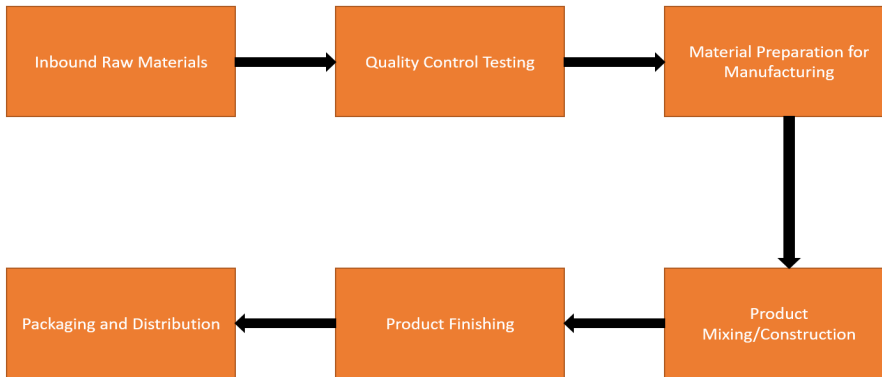 Inbound Raw Materials
Quality Control Testing
Material Preparation for
Manufacturing
Product
Mixing/Construction
Product Finishing
Packaging and Distribution